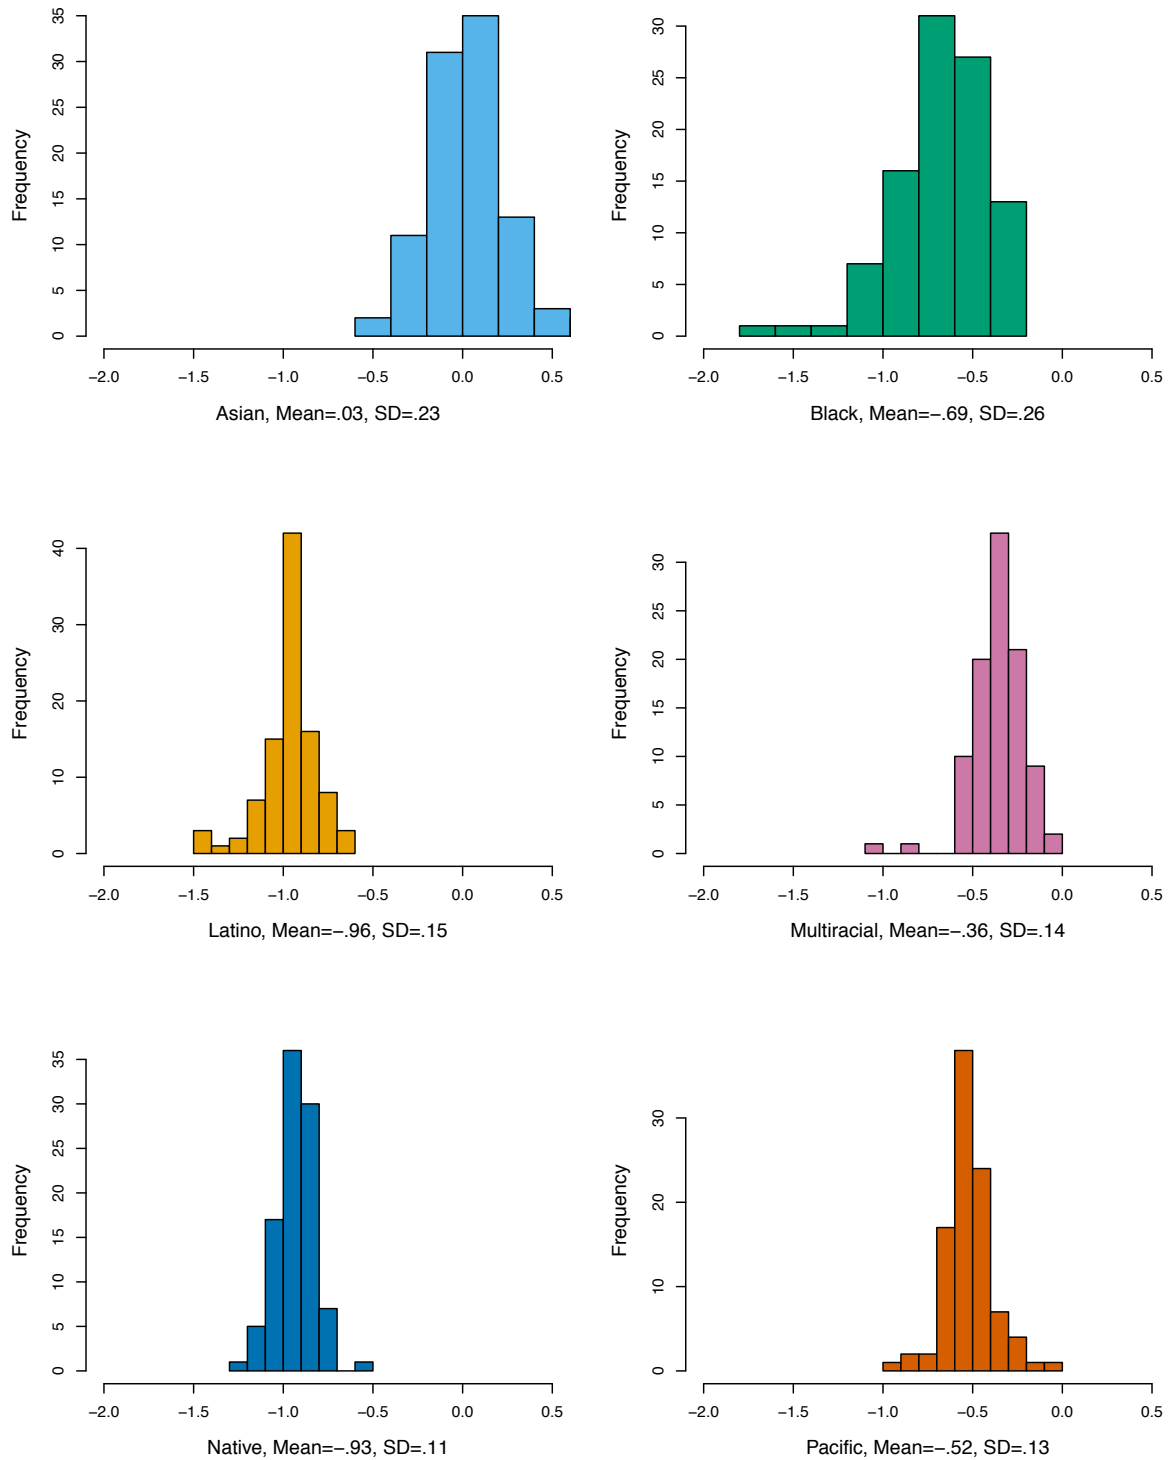 Frequency
0 5 10 15 20 25 30 35
−2.0 −1.5 −1.0 −0.5 0.0 0.5
Asian, Mean=.03, SD=.23
Frequency
0 5 10 15 20 25 30
−2.0 −1.5 −1.0 −0.5 0.0 0.5
Black, Mean=−.69, SD=.26
Frequency
0 10 20 30 40
−2.0 −1.5 −1.0 −0.5 0.0 0.5
Latino, Mean=−.96, SD=.15
Frequency
0 5 10 15 20 25 30
−2.0 −1.5 −1.0 −0.5 0.0 0.5
Multiracial, Mean=−.36, SD=.14
Frequency
0 5 10 15 20 25 30 35
−2.0 −1.5 −1.0 −0.5 0.0 0.5
Native, Mean=−.93, SD=.11
Frequency
0 10 20 30
−2.0 −1.5 −1.0 −0.5 0.0 0.5
Pacific, Mean=−.52, SD=.13